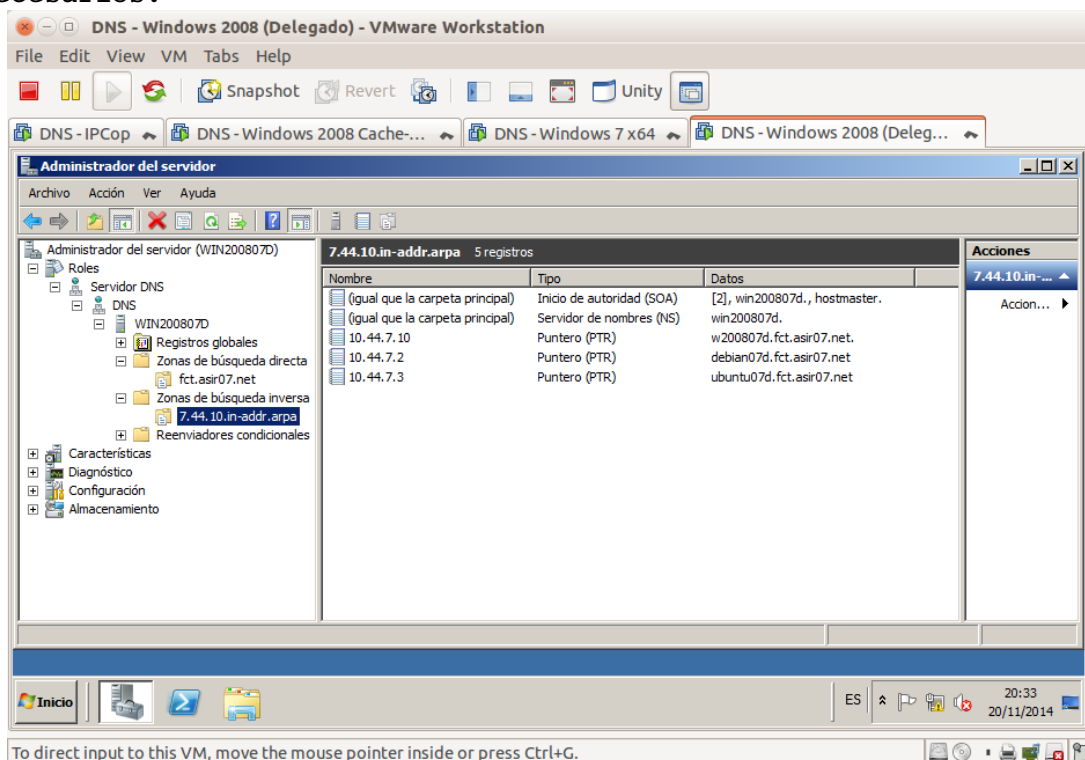 DNS - Windows 2008 (Delegado) - VMware Workstation
File Edit View VM Tabs Help
Snapshot Revert Unity
DNS - IPCop DNS - Windows 2008 Cache-... DNS - Windows 7 x64 DNS - Windows 2008 (Deleg...
Administrador del servidor
Archivo Acción Ver Ayuda
Administrador del servidor (WIN200807D)
Roles
Servidor DNS
DNS
WIN200807D
Registros globales
Zonas de búsqueda directa
fct.asir07.net
Zonas de búsqueda inversa
7.44.10.in-addr.arpa
Reenviadores condicionales
Características
Diagnóstico
Configuración
Almacenamiento
7.44.10.in-addr.arpa 5 registros
Nombre Tipo Datos
(igual que la carpeta principal) Inicio de autoridad (SOA) [2], win200807d., hostmaster.
(igual que la carpeta principal) Servidor de nombres (NS) win200807d.
10.44.7.10 Puntero (PTR) w200807d.fct.asir07.net.
10.44.7.2 Puntero (PTR) debian07d.fct.asir07.net
10.44.7.3 Puntero (PTR) ubuntu07d.fct.asir07.net
Acciones
7.44.10.in-...
Accion...
Inicio ES 20:33
20/11/2014
To direct input to this VM, move the mouse pointer inside or press Ctrl+G.